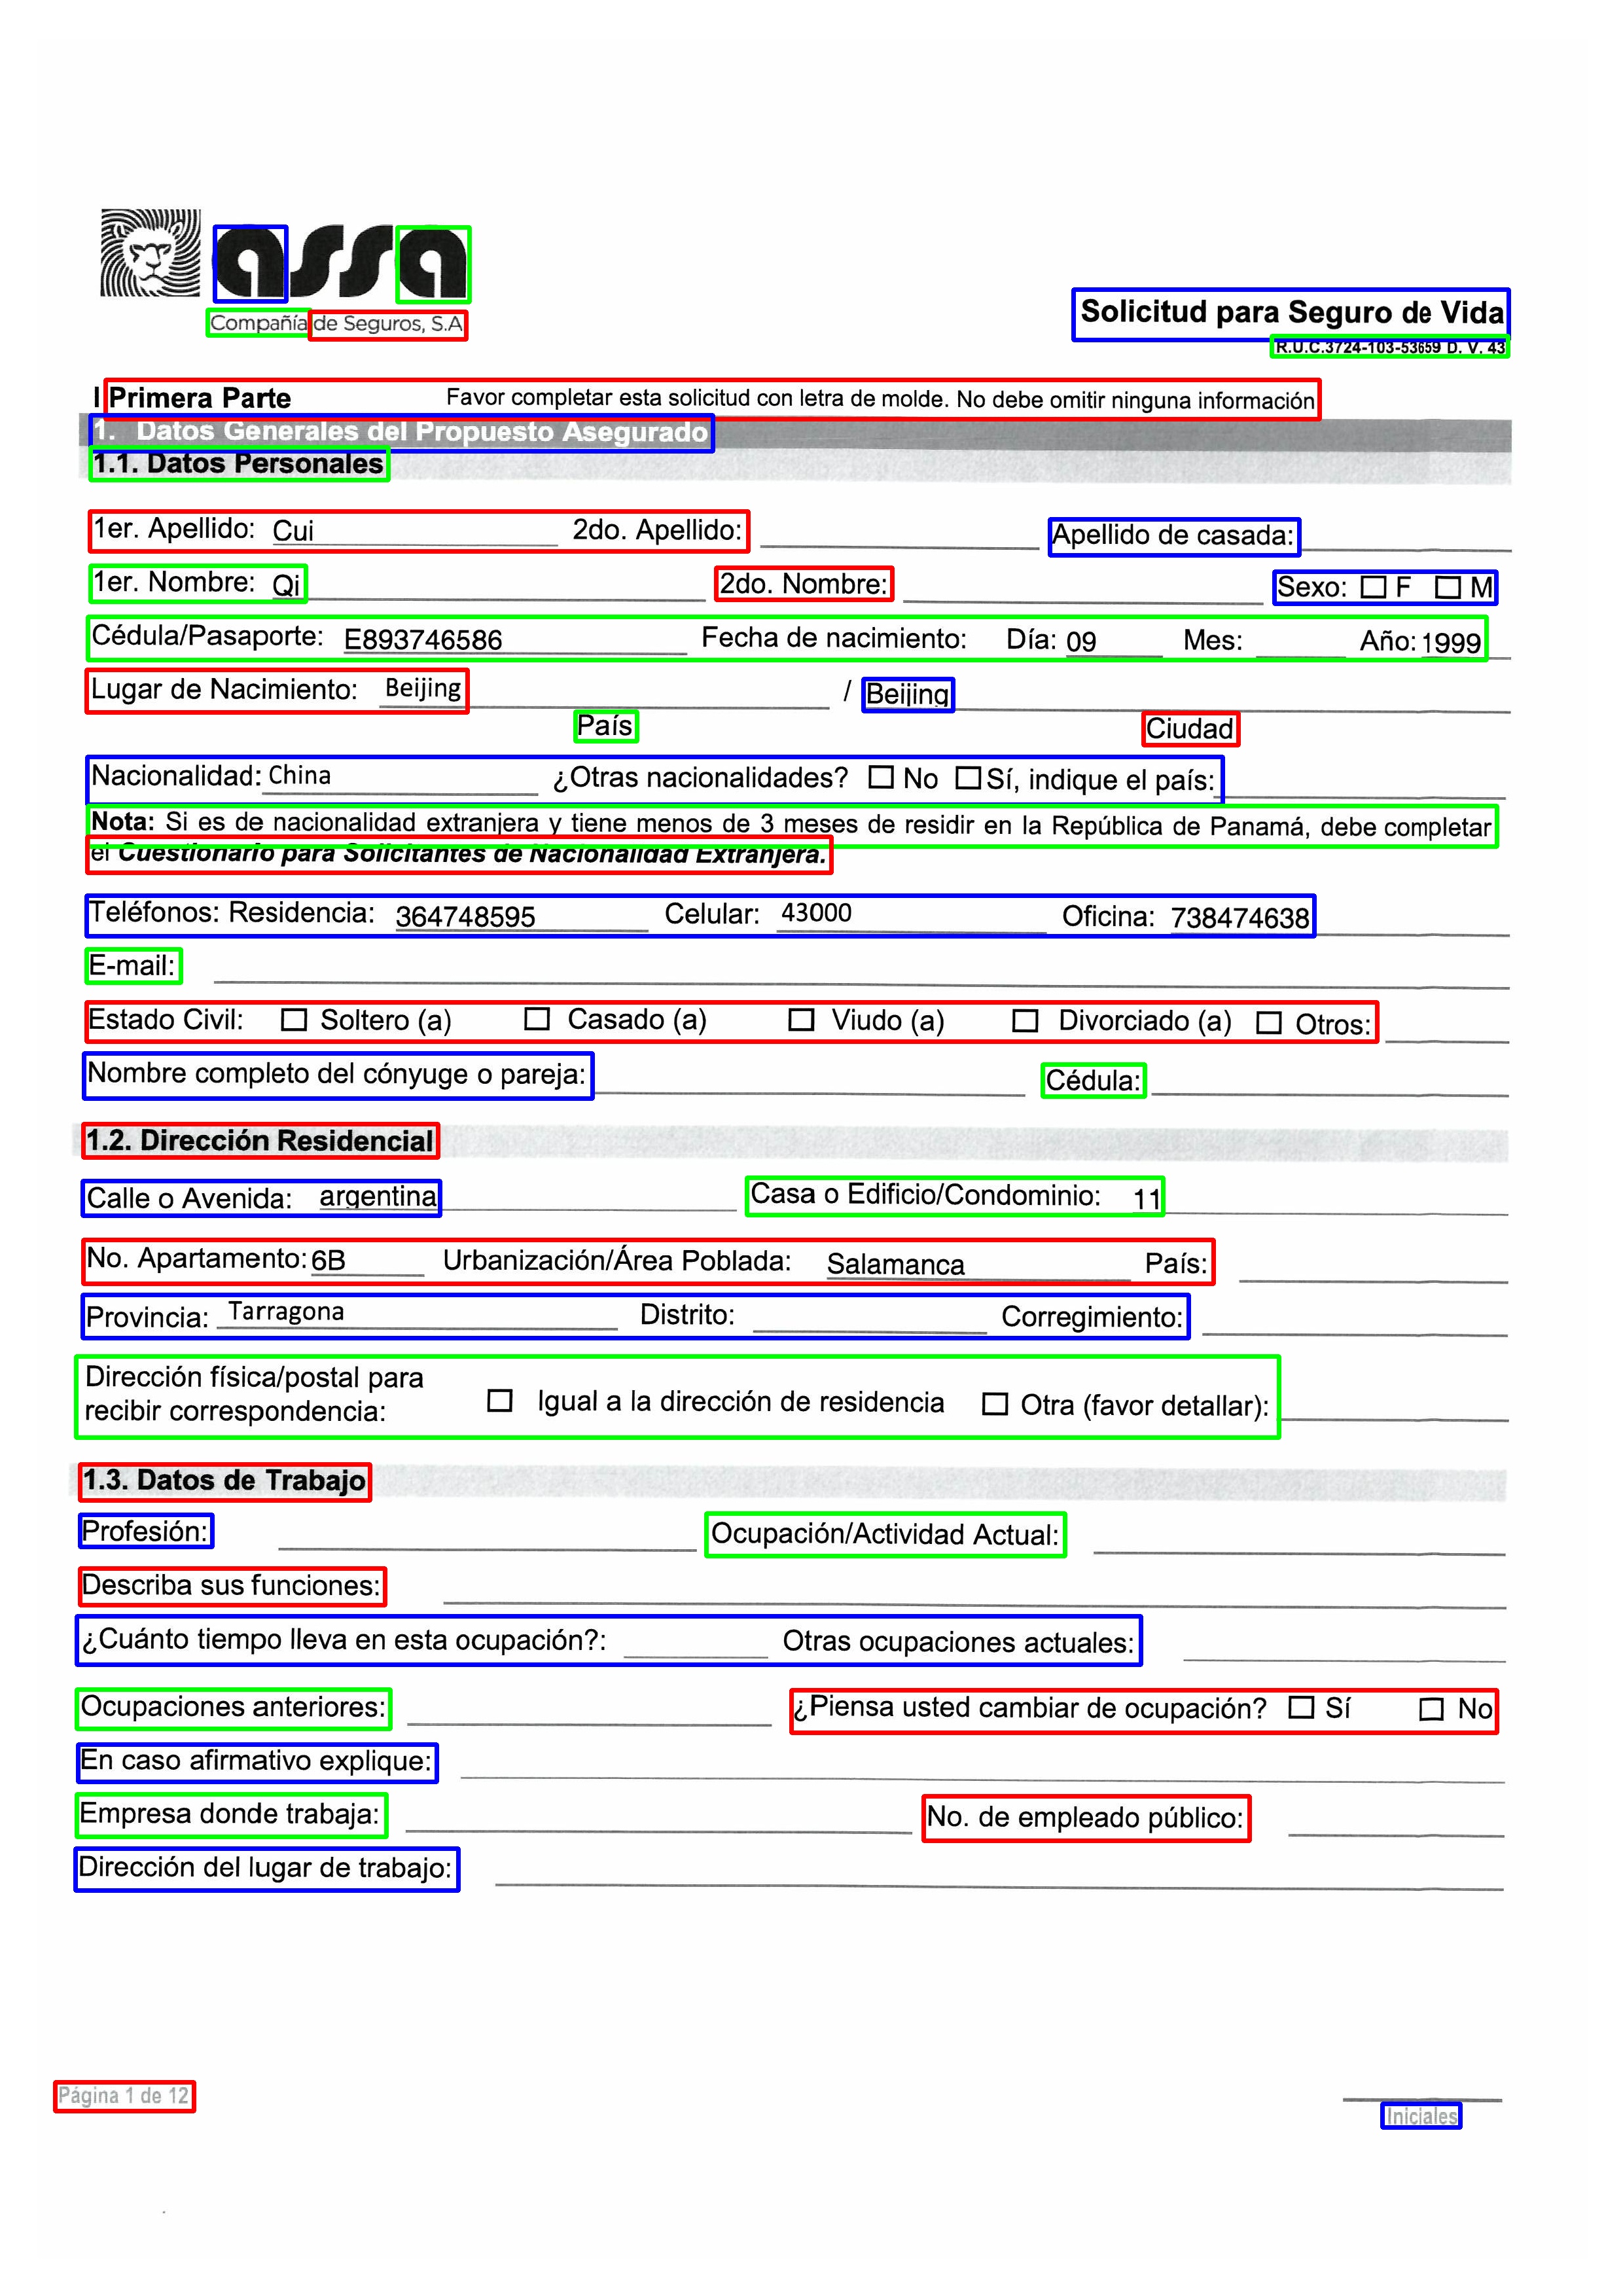 assa
Compañía de Seguros, S.A
Solicitud para Seguro de Vida
R.U.C.3724-103-53659 D. V. 43
I Primera Parte Favor completar esta solicitud con letra de molde. No debe omitir ninguna información
1. Datos Generales del Propuesto Asegurado
1.1. Datos Personales
1er. Apellido: Cui 2do. Apellido: Apellido de casada:
1er. Nombre: Qi 2do. Nombre: Sexo: ☐ F ☐ M
Cédula/Pasaporte: E893746586 Fecha de nacimiento: Día: 09 Mes: Año: 1999
Lugar de Nacimiento: Beijing / Beijing
País Ciudad
Nacionalidad: China ¿Otras nacionalidades? ☐ No ☐ Sí, indique el país:
Nota: Si es de nacionalidad extranjera y tiene menos de 3 meses de residir en la República de Panamá, debe completar
el Cuestionario para Solicitantes de Nacionalidad Extranjera.
Teléfonos: Residencia: 364748595 Celular: 43000 Oficina: 738474638
E-mail:
Estado Civil: ☐ Soltero (a) ☐ Casado (a) ☐ Viudo (a) ☐ Divorciado (a) ☐ Otros:
Nombre completo del cónyuge o pareja: Cédula:
1.2. Dirección Residencial
Calle o Avenida: argentina Casa o Edificio/Condominio: 11
No. Apartamento: 6B Urbanización/Área Poblada: Salamanca País:
Provincia: Tarragona Distrito: Corregimiento:
Dirección física/postal para
recibir correspondencia: ☐ Igual a la dirección de residencia ☐ Otra (favor detallar):
1.3. Datos de Trabajo
Profesión: Ocupación/Actividad Actual:
Describa sus funciones:
¿Cuánto tiempo lleva en esta ocupación?: Otras ocupaciones actuales:
Ocupaciones anteriores: ¿Piensa usted cambiar de ocupación? ☐ Sí ☐ No
En caso afirmativo explique:
Empresa donde trabaja: No. de empleado público:
Dirección del lugar de trabajo:
Página 1 de 12
Iniciales